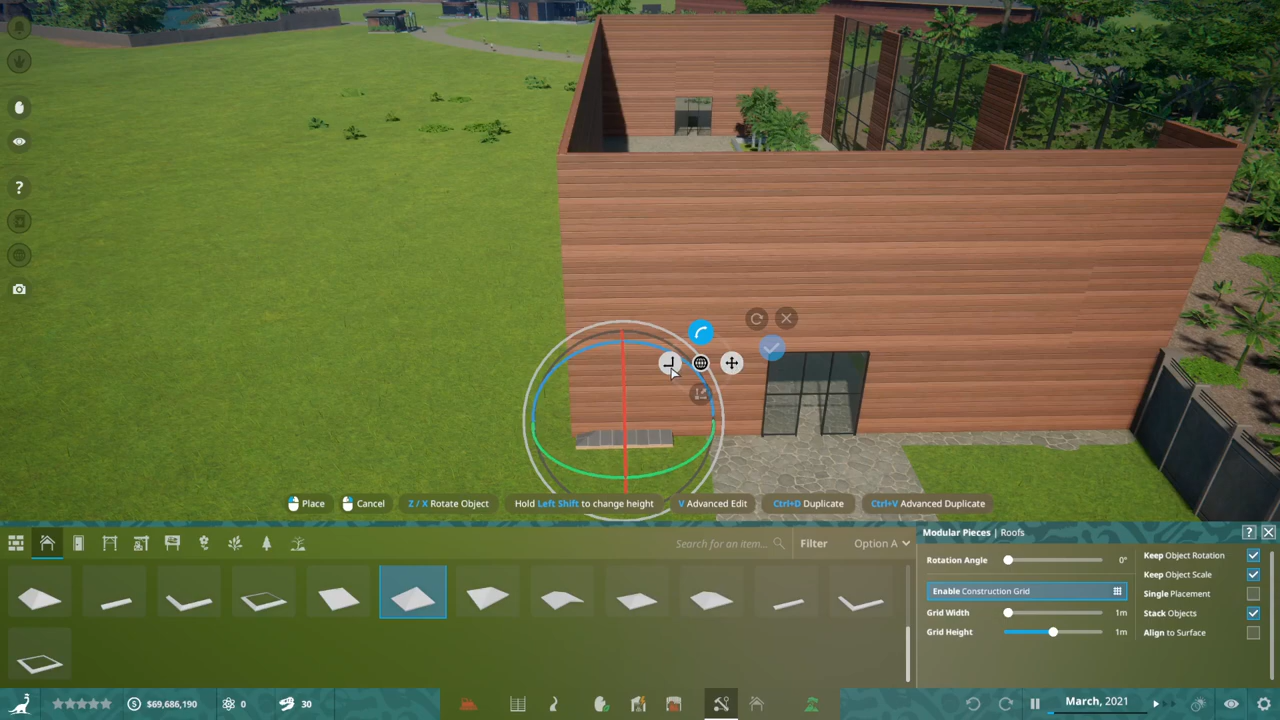 Place
Cancel
Z / X Rotate Object
Hold Left Shift to change height
V Advanced Edit
Ctrl+D Duplicate
Ctrl+V Advanced Duplicate
Search for an item...
Filter
Option A
Modular Pieces | Roofs
?
Rotation Angle 0°
Enable Construction Grid
Grid Width 1m
Grid Height 1m
Keep Object Rotation
Keep Object Scale
Single Placement
Stack Objects
Align to Surface
$69,686,190
0
30
March, 2021
?